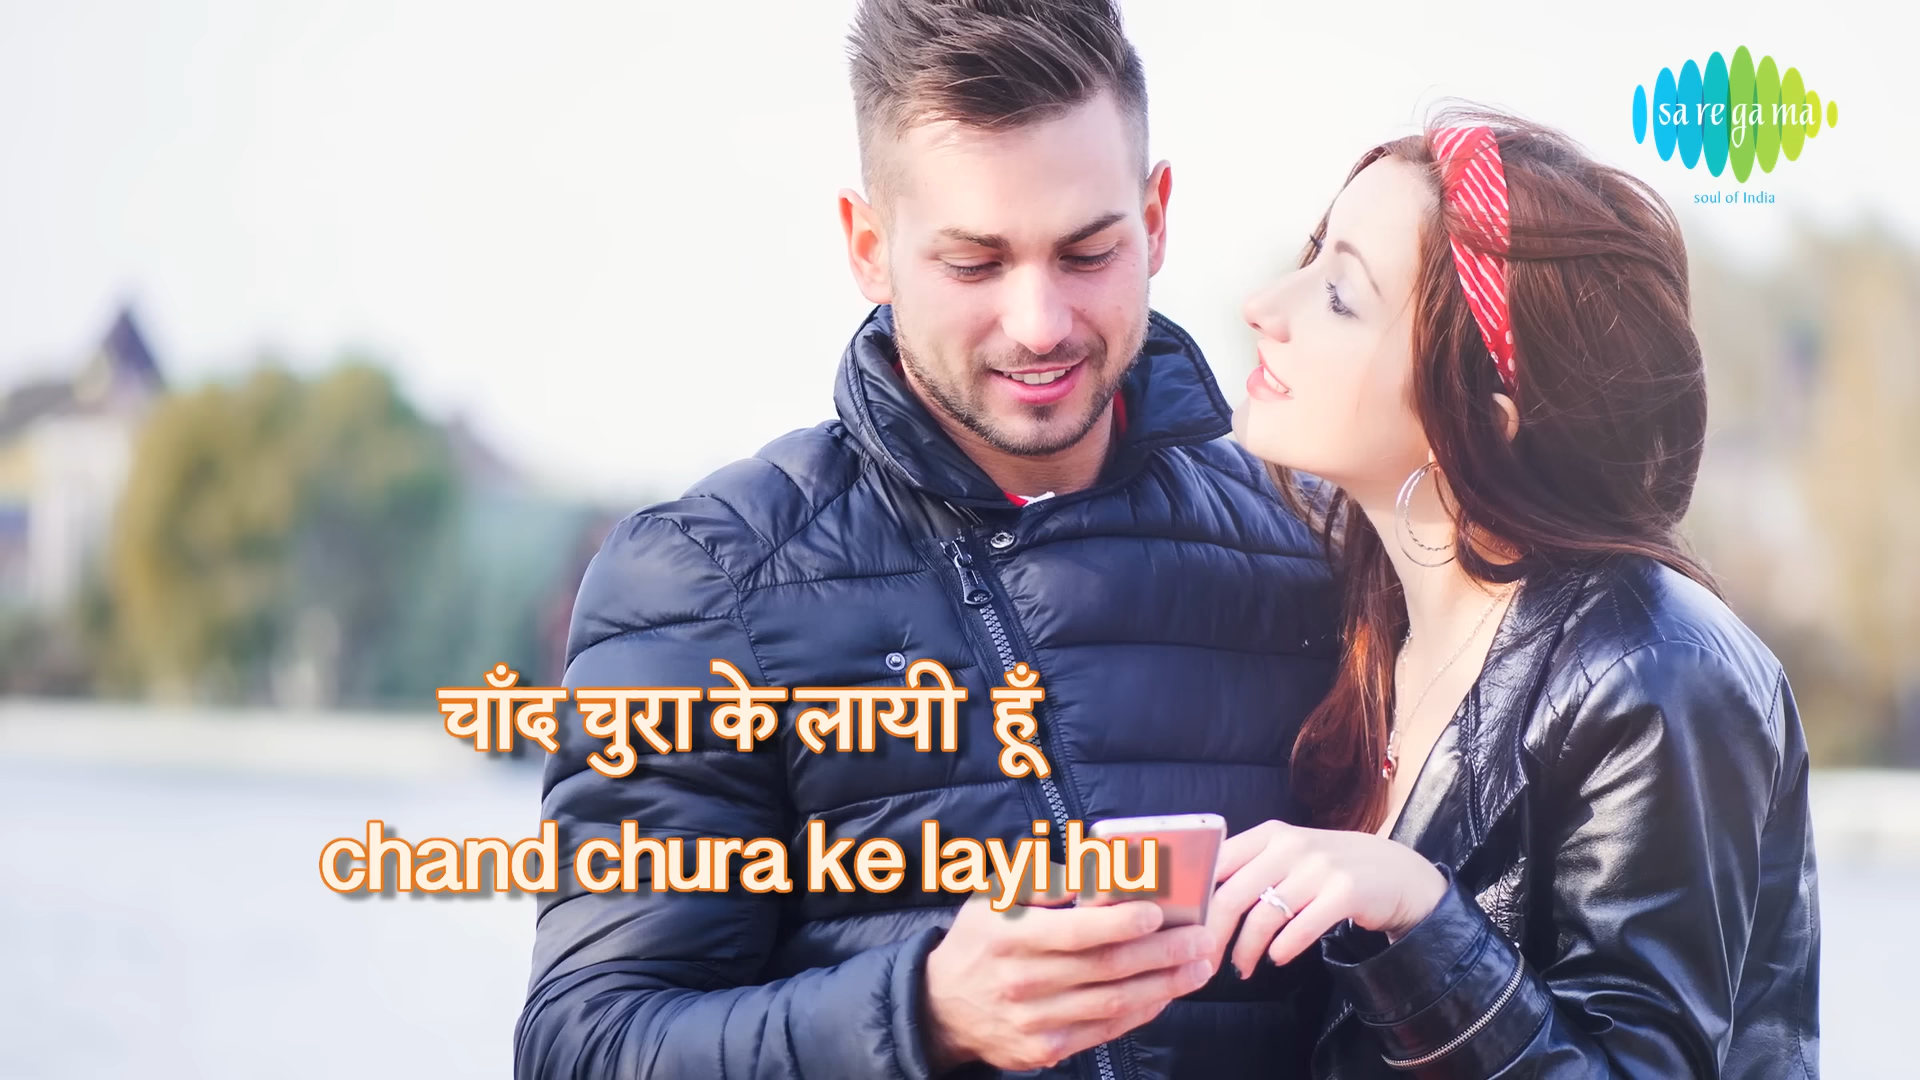 sa re ga ma
soul of India
चाँद चुरा के लायी हूँ
chand chura ke layi hu